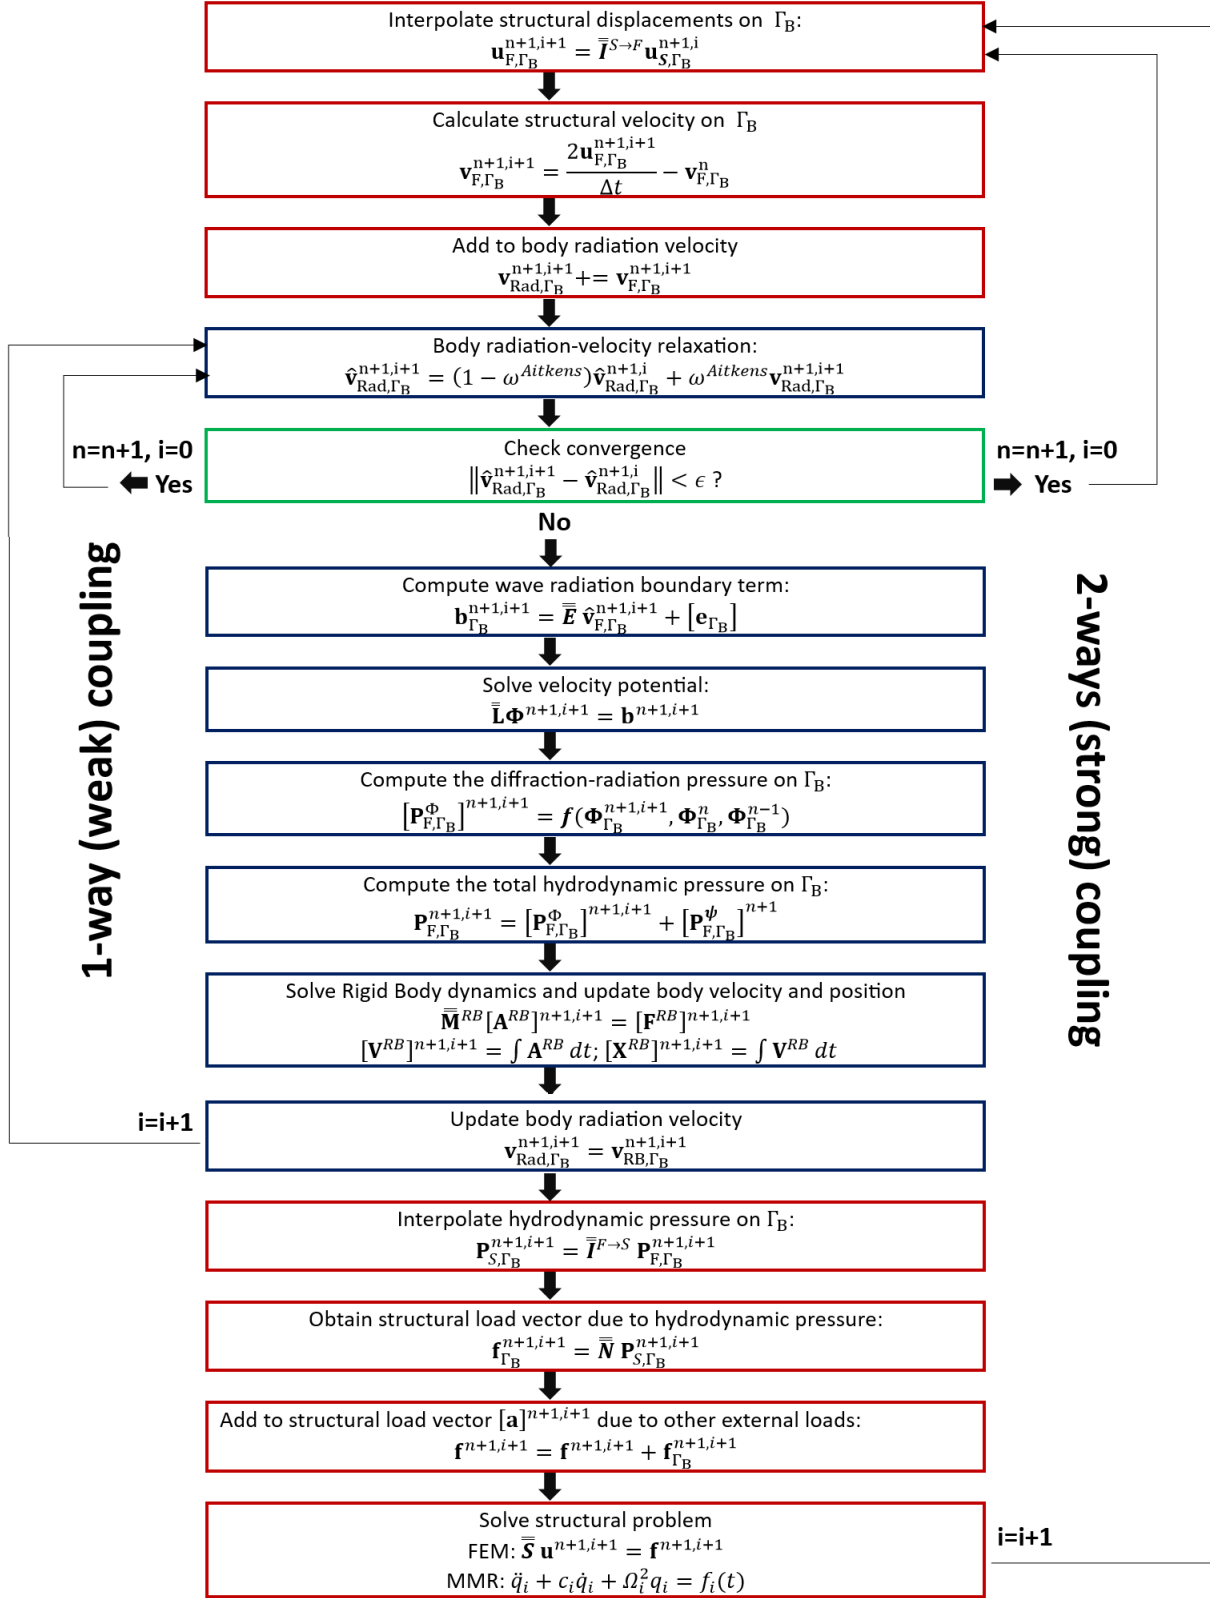 Interpolate structural displacements on Γ_B:
𝐮_{F,Γ_B}^{n+1,i+1} = I̿^{S→F} 𝐮_{S,Γ_B}^{n+1,i}
Calculate structural velocity on Γ_B
𝐯_{F,Γ_B}^{n+1,i+1} = 2𝐮_{F,Γ_B}^{n+1,i+1}/Δt − 𝐯_{F,Γ_B}^{n}
Add to body radiation velocity
𝐯_{Rad,Γ_B}^{n+1,i+1} += 𝐯_{F,Γ_B}^{n+1,i+1}
Body radiation-velocity relaxation:
𝐯̂_{Rad,Γ_B}^{n+1,i+1} = (1 − ω^{Aitkens})𝐯̂_{Rad,Γ_B}^{n+1,i} + ω^{Aitkens}𝐯_{Rad,Γ_B}^{n+1,i+1}
n=n+1, i=0
Yes
Check convergence
‖𝐯̂_{Rad,Γ_B}^{n+1,i+1} − 𝐯̂_{Rad,Γ_B}^{n+1,i}‖ < ϵ ?
n=n+1, i=0
Yes
No
1-way (weak) coupling
2-ways (strong) coupling
Compute wave radiation boundary term:
𝐛_{Γ_B}^{n+1,i+1} = E̿ 𝐯̂_{F,Γ_B}^{n+1,i+1} + [𝐞_{Γ_B}]
Solve velocity potential:
L̿𝚽^{n+1,i+1} = 𝐛^{n+1,i+1}
Compute the diffraction-radiation pressure on Γ_B:
[𝐏_{F,Γ_B}^{Φ}]^{n+1,i+1} = 𝒇(𝚽_{Γ_B}^{n+1,i+1}, 𝚽_{Γ_B}^{n}, 𝚽_{Γ_B}^{n−1})
Compute the total hydrodynamic pressure on Γ_B:
𝐏_{F,Γ_B}^{n+1,i+1} = [𝐏_{F,Γ_B}^{Φ}]^{n+1,i+1} + [𝐏_{F,Γ_B}^{ψ}]^{n+1}
Solve Rigid Body dynamics and update body velocity and position
M̿^{RB}[𝐀^{RB}]^{n+1,i+1} = [𝐅^{RB}]^{n+1,i+1}
[𝐕^{RB}]^{n+1,i+1} = ∫ 𝐀^{RB} dt; [𝐗^{RB}]^{n+1,i+1} = ∫ 𝐕^{RB} dt
i=i+1
Update body radiation velocity
𝐯_{Rad,Γ_B}^{n+1,i+1} = 𝐯_{RB,Γ_B}^{n+1,i+1}
Interpolate hydrodynamic pressure on Γ_B:
𝐏_{S,Γ_B}^{n+1,i+1} = I̿^{F→S} 𝐏_{F,Γ_B}^{n+1,i+1}
Obtain structural load vector due to hydrodynamic pressure:
𝐟_{Γ_B}^{n+1,i+1} = N̿ 𝐏_{S,Γ_B}^{n+1,i+1}
Add to structural load vector [𝐚]^{n+1,i+1} due to other external loads:
𝐟^{n+1,i+1} = 𝐟^{n+1,i+1} + 𝐟_{Γ_B}^{n+1,i+1}
Solve structural problem
FEM: S̿ 𝐮^{n+1,i+1} = 𝐟^{n+1,i+1}
MMR: q̈_i + c_i q̇_i + Ω_i^2 q_i = f_i(t)
i=i+1